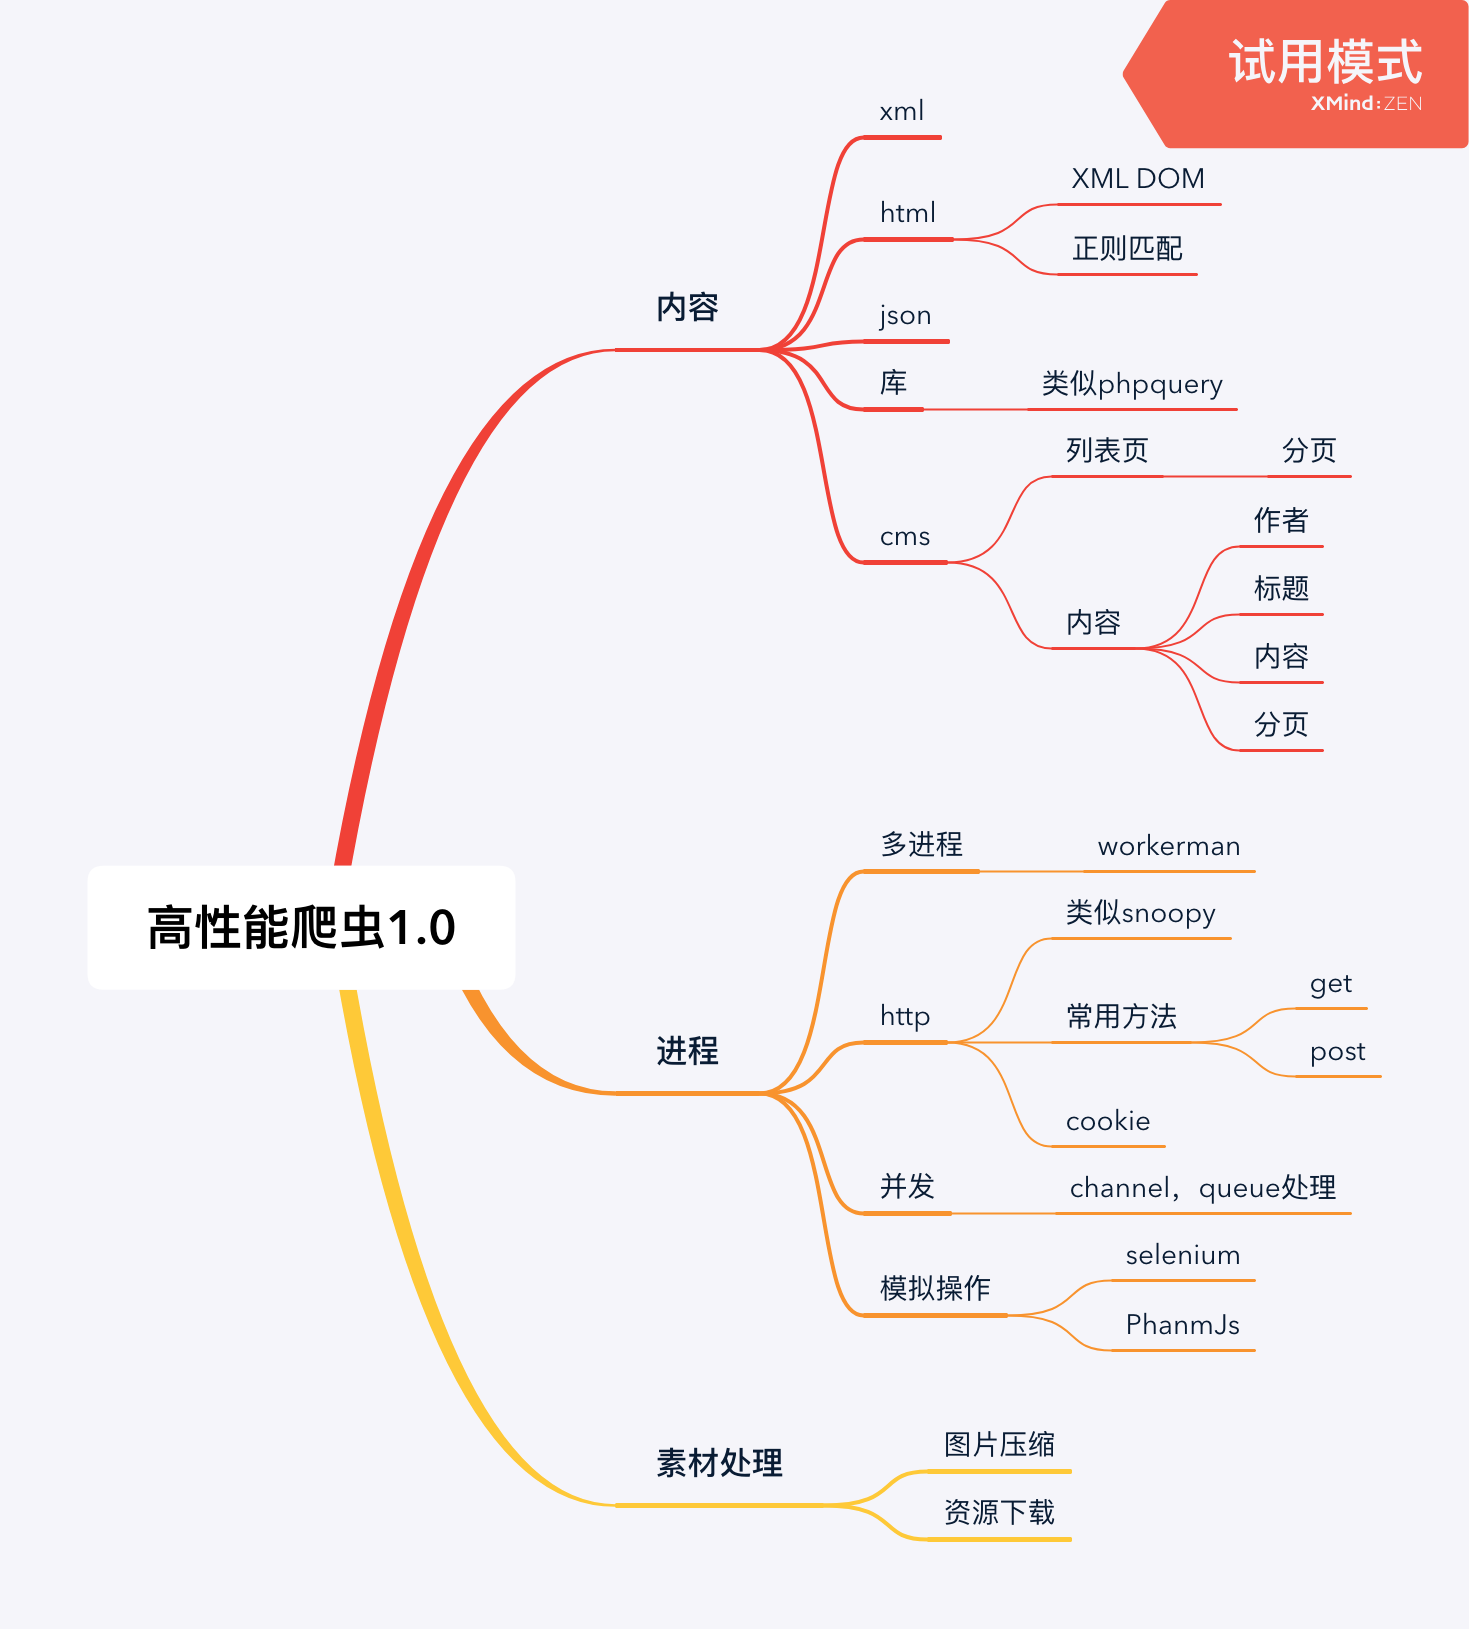 试用模式
XMind:ZEN
xml
XML DOM
html
正则匹配
内容
json
库
类似phpquery
列表页
分页
作者
cms
标题
内容
内容
分页
多进程
workerman
类似snoopy
高性能爬虫1.0
get
http
常用方法
进程
post
cookie
并发
channel，queue处理
selenium
模拟操作
PhanmJs
图片压缩
素材处理
资源下载